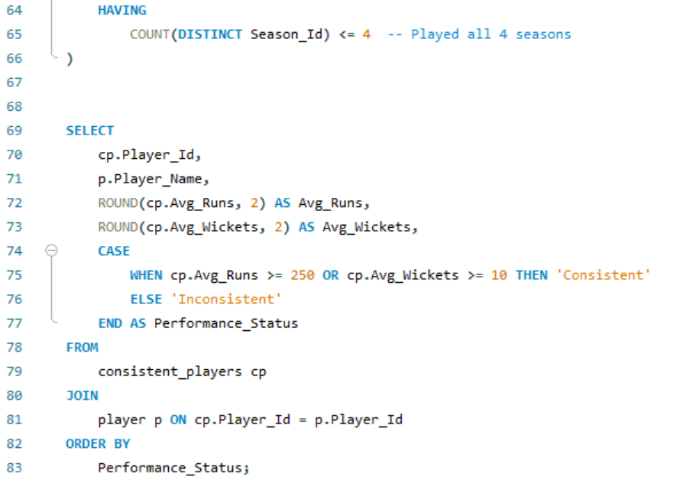 64 HAVING
65 COUNT(DISTINCT Season_Id) <= 4 -- Played all 4 seasons
66 )
67
68
69 SELECT
70 cp.Player_Id,
71 p.Player_Name,
72 ROUND(cp.Avg_Runs, 2) AS Avg_Runs,
73 ROUND(cp.Avg_Wickets, 2) AS Avg_Wickets,
74 CASE
75 WHEN cp.Avg_Runs >= 250 OR cp.Avg_Wickets >= 10 THEN 'Consistent'
76 ELSE 'Inconsistent'
77 END AS Performance_Status
78 FROM
79 consistent_players cp
80 JOIN
81 player p ON cp.Player_Id = p.Player_Id
82 ORDER BY
83 Performance_Status;